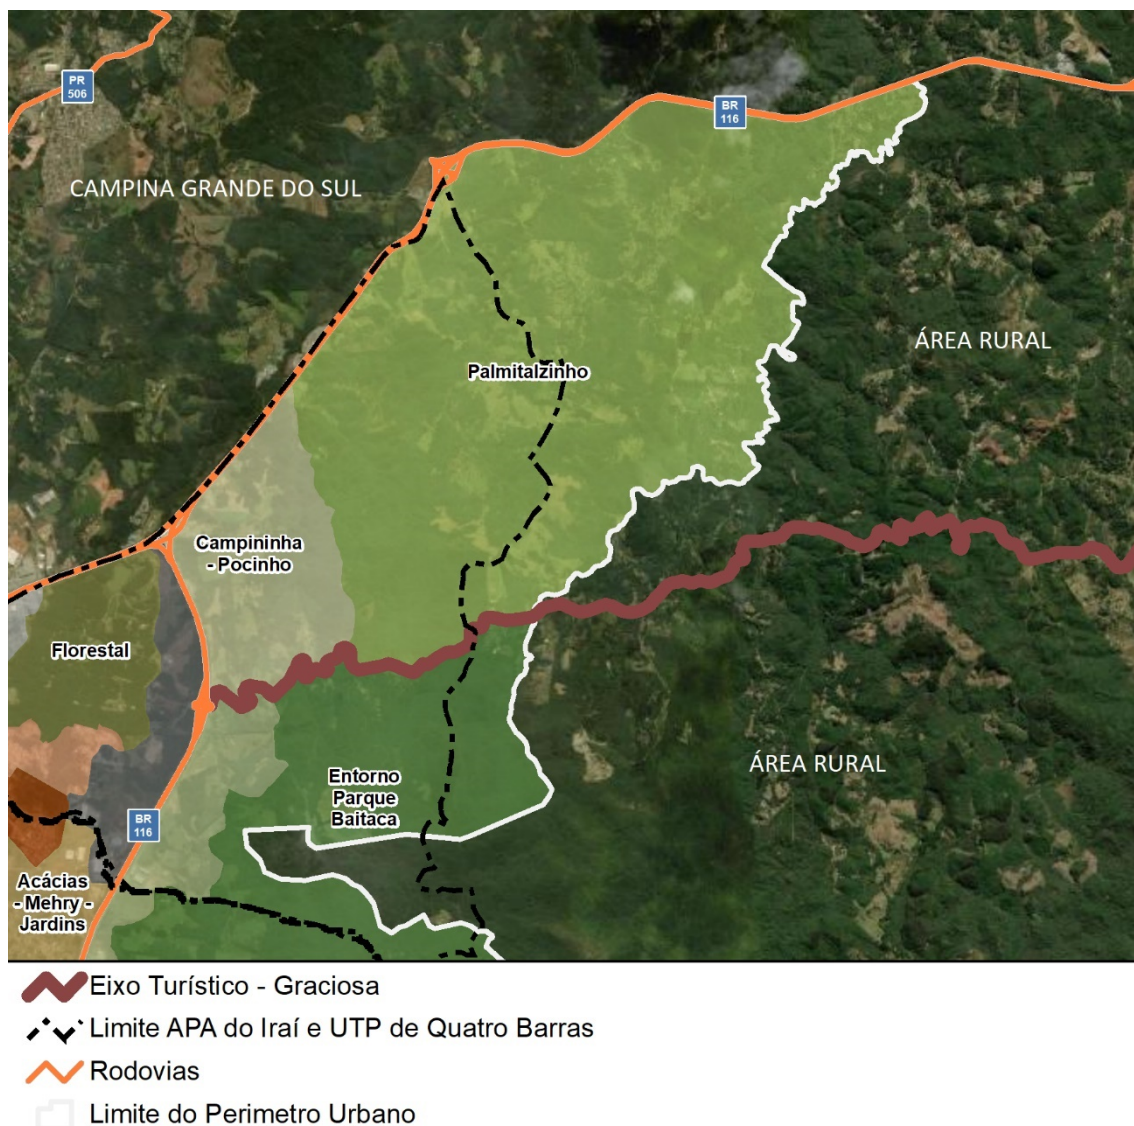 PR
506
BR
116
CAMPINA GRANDE DO SUL
ÁREA RURAL
Palmitalzinho
Campininha
- Pocinho
Florestal
ÁREA RURAL
Entorno
Parque
Baitaca
BR
116
Acácias
- Mehry -
Jardins
Eixo Turístico - Graciosa
Limite APA do Iraí e UTP de Quatro Barras
Rodovias
Limite do Perimetro Urbano